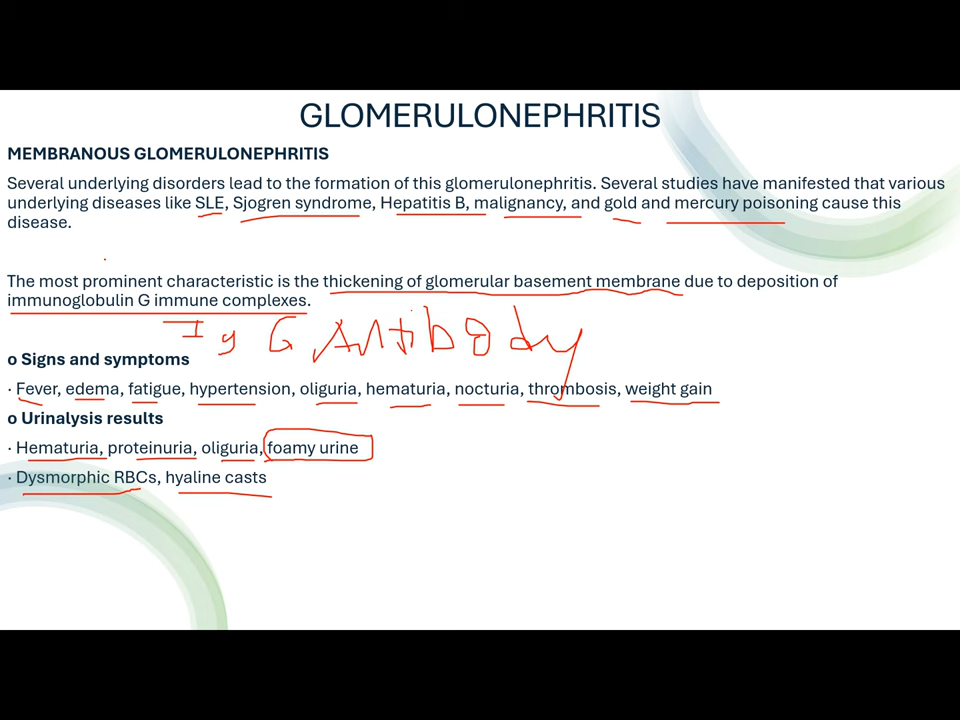 GLOMERULONEPHRITIS
MEMBRANOUS GLOMERULONEPHRITIS
Several underlying disorders lead to the formation of this glomerulonephritis. Several studies have manifested that various
underlying diseases like SLE, Sjogren syndrome, Hepatitis B, malignancy, and gold and mercury poisoning cause this
disease.
The most prominent characteristic is the thickening of glomerular basement membrane due to deposition of
immunoglobulin G immune complexes.
Ig G Antibody
o Signs and symptoms
· Fever, edema, fatigue, hypertension, oliguria, hematuria, nocturia, thrombosis, weight gain
o Urinalysis results
· Hematuria, proteinuria, oliguria, foamy urine
· Dysmorphic RBCs, hyaline casts